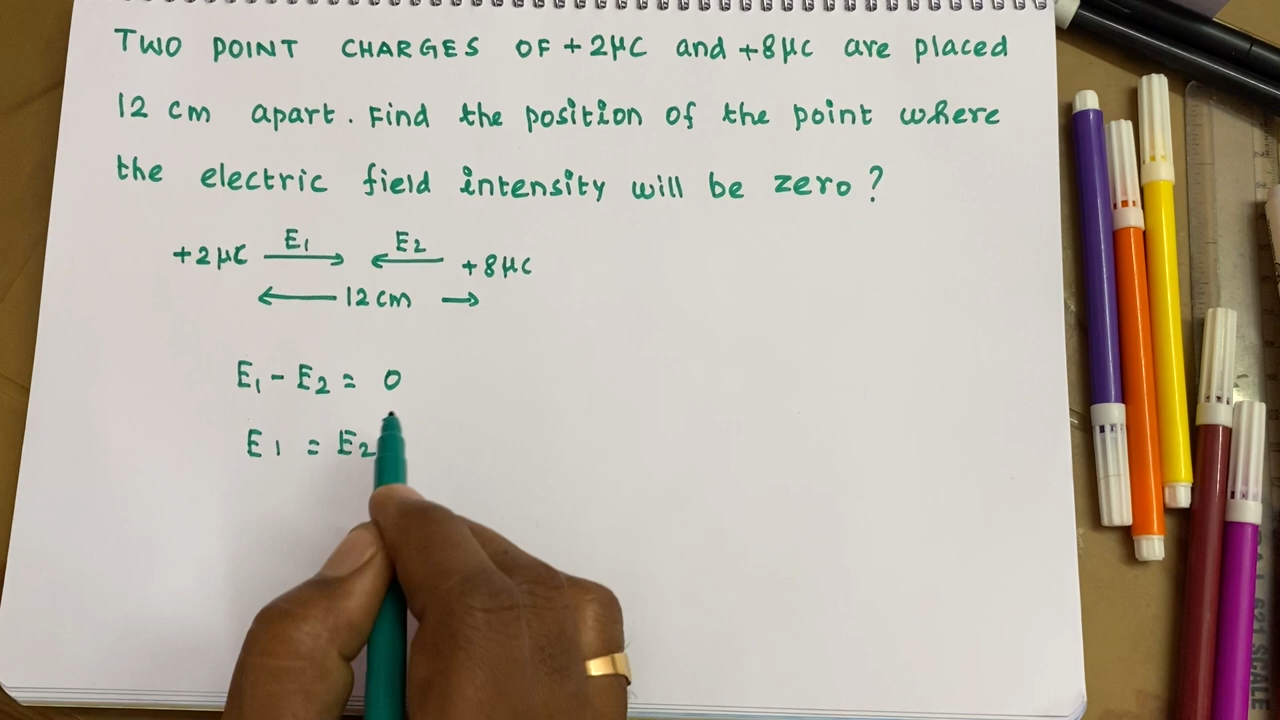 TWO POINT CHARGES OF +2μC and +8μC are placed
12 cm apart. Find the position of the point where
the electric field intensity will be zero?
+2μC E1 E2 +8μC
12 cm
E1 - E2 = 0
E1 = E2